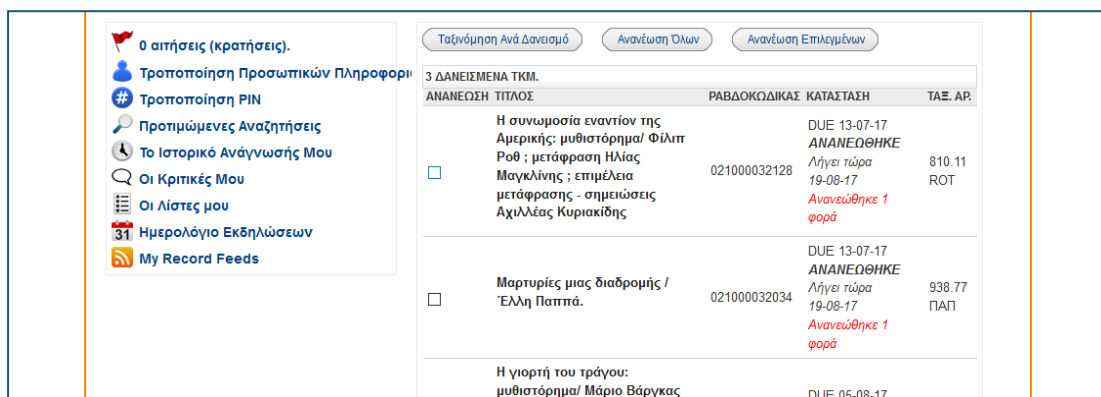 0 αιτήσεις (κρατήσεις).
Τροποποίηση Προσωπικών Πληροφορι
Τροποποίηση PIN
Προτιμώμενες Αναζητήσεις
Το Ιστορικό Ανάγνωσής Μου
Οι Κριτικές Μου
Οι Λίστες μου
31 Ημερολόγιο Εκδηλώσεων
My Record Feeds
Ταξινόμηση Ανά Δανεισμό Ανανέωση Όλων Ανανέωση Επιλεγμένων
3 ΔΑΝΕΙΣΜΕΝΑ ΤΚΜ.
ΑΝΑΝΕΩΣΗ ΤΙΤΛΟΣ ΡΑΒΔΟΚΩΔΙΚΑΣ ΚΑΤΑΣΤΑΣΗ ΤΑΞ. ΑΡ.
Η συνωμοσία εναντίον της
Αμερικής: μυθιστόρημα/ Φίλιπ
Ροθ ; μετάφραση Ηλίας
Μαγκλίνης ; επιμέλεια
μετάφρασης - σημειώσεις
Αχιλλέας Κυριακίδης
021000032128
DUE 13-07-17
ΑΝΑΝΕΩΘΗΚΕ
Λήγει τώρα
19-08-17
Ανανεώθηκε 1
φορά
810.11
ROT
Μαρτυρίες μιας διαδρομής /
Έλλη Παππά.
021000032034
DUE 13-07-17
ΑΝΑΝΕΩΘΗΚΕ
Λήγει τώρα
19-08-17
Ανανεώθηκε 1
φορά
938.77
ΠΑΠ
Η γιορτή του τράγου:
μυθιστόρημα/ Μάριο Βάργκας
DUE 05-08-17